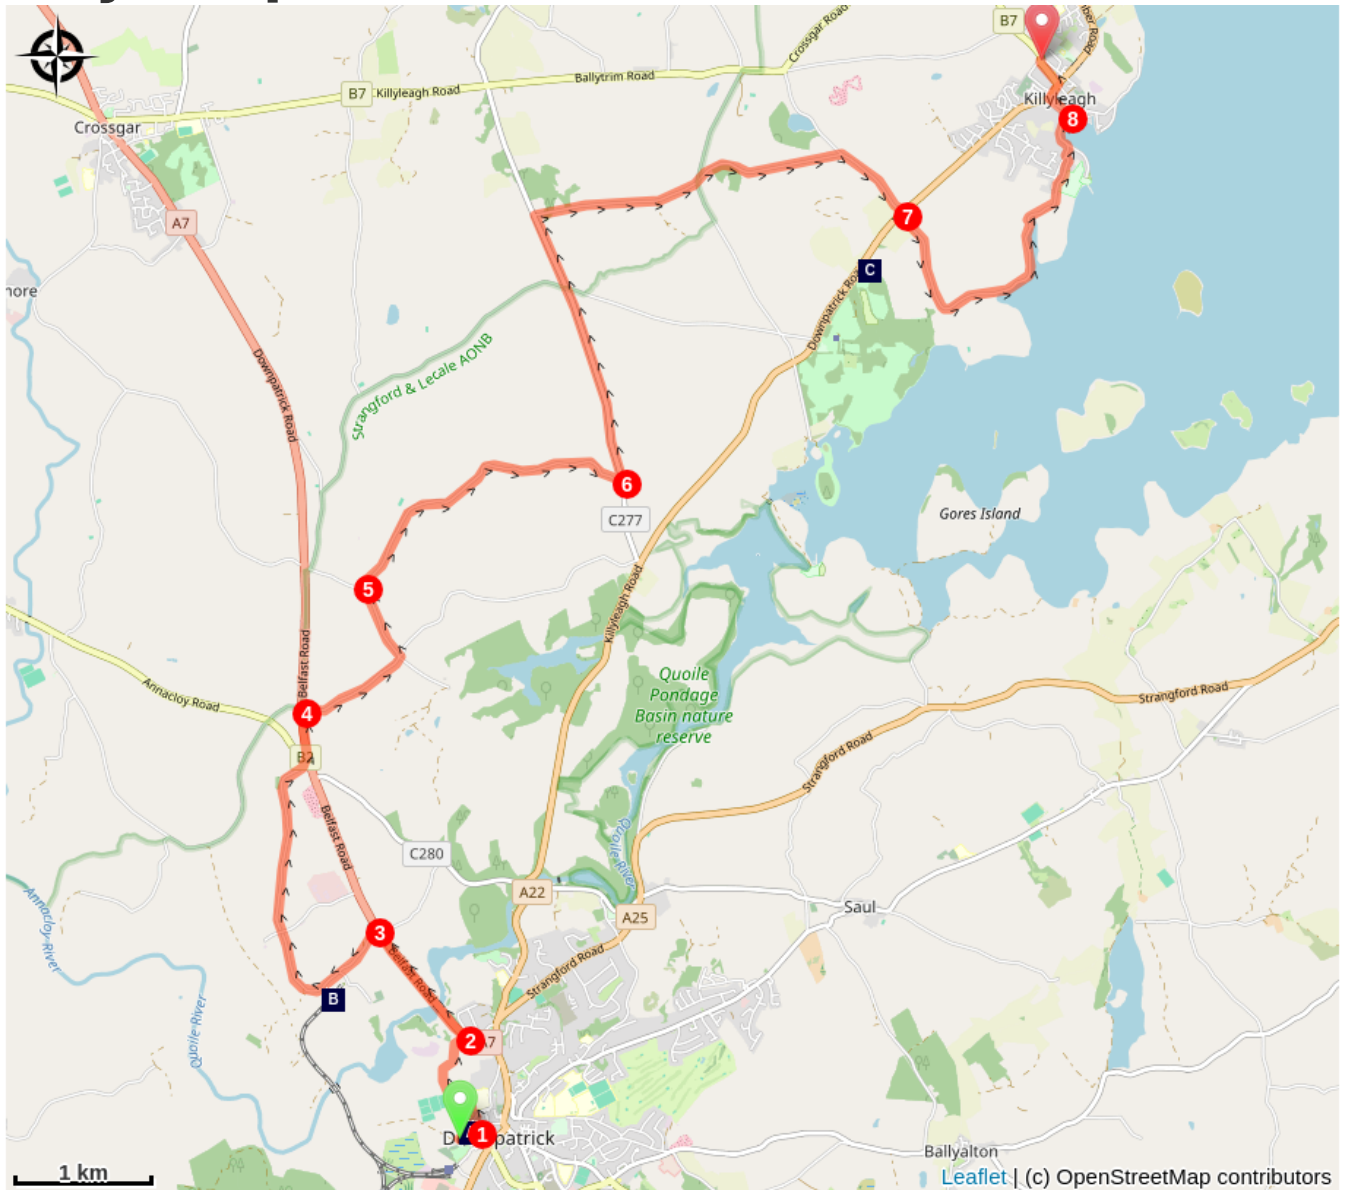 B7
Crossgar Road
Ballytrim Road
B7
Killyleagh Road
Killyleagh
8
Crossgar
A7
7
C
Downpatrick Road
Downpatrick Road
Strangford & Lecale AONB
6
C277
Gores Island
5
Killyleagh Road
Belfast Road
Annacloy Road
4
Quoile
Pondage
Basin nature
reserve
Strangford Road
Strangford Road
Belfast Road
Quoile River
C280
A22
A25
Saul
Annacloy River
3
Belfast Road
Strangford Road
B
Quoile River
2
A7
1
Ballyalton
1 km
Leaflet | (c) OpenStreetMap contributors